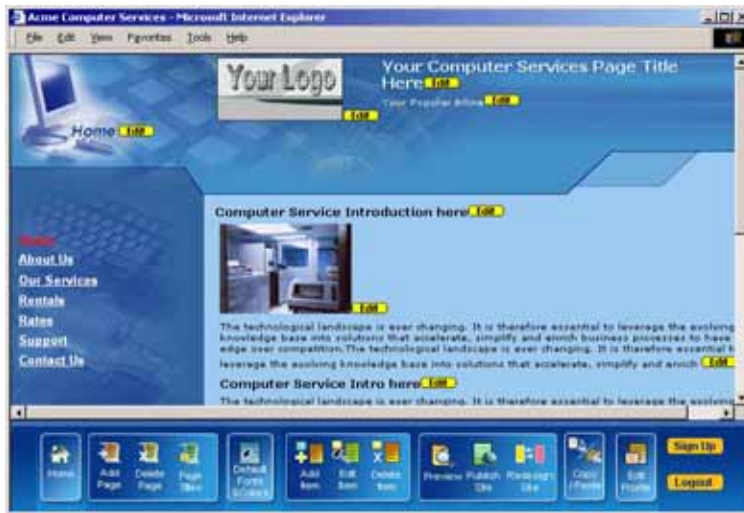 Acme Computer Services - Microsoft Internet Explorer
File Edit View Favorites Tools Help
Your Logo
Edit
Your Computer Services Page Title
Here Edit
Your Popular Byline Edit
Home Edit
Home
About Us
Our Services
Rentals
Rates
Support
Contact Us
Computer Service Introduction here Edit
Edit
The technological landscape is ever changing. It is therefore essential to leverage the evolving
knowledge base into solutions that accelerate, simplify and enrich business processes to have
edge over competition.The technological landscape is ever changing. It is therefore essential
leverage the evolving knowledge base into solutions that accelerate, simplify and enrich Edit
Computer Service Intro here Edit
The technological landscape is ever changing. It is therefore essential to leverage the evolving
Home
Add Page
Delete Page
Page Titles
Default Fonts &Colors
Add Item
Edit Item
Delete Item
Preview
Publish Site
Redesign Site
Copy /Paste
Edit Profile
Sign Up
Logout